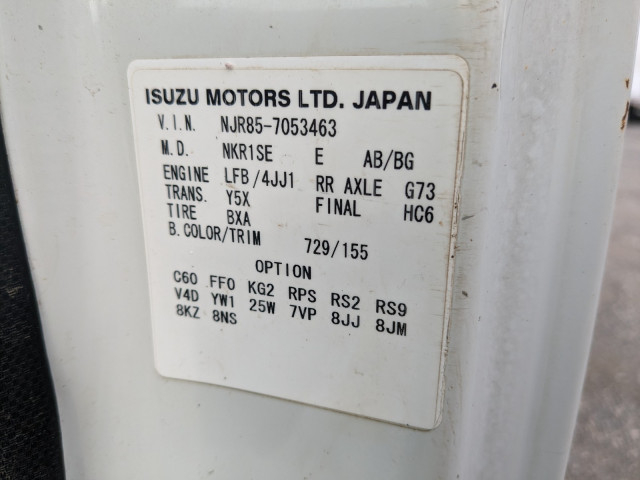 ISUZU MOTORS LTD. JAPAN
V.I.N. NJR85-7053463
M.D. NKR1SE E AB/BG
ENGINE LFB/4JJ1 RR AXLE G73
TRANS. Y5X FINAL HC6
TIRE BXA
B.COLOR/TRIM 729/155
OPTION
C60 FF0 KG2 RPS RS2 RS9
V4D YW1 25W 7VP 8JJ 8JM
8KZ 8NS